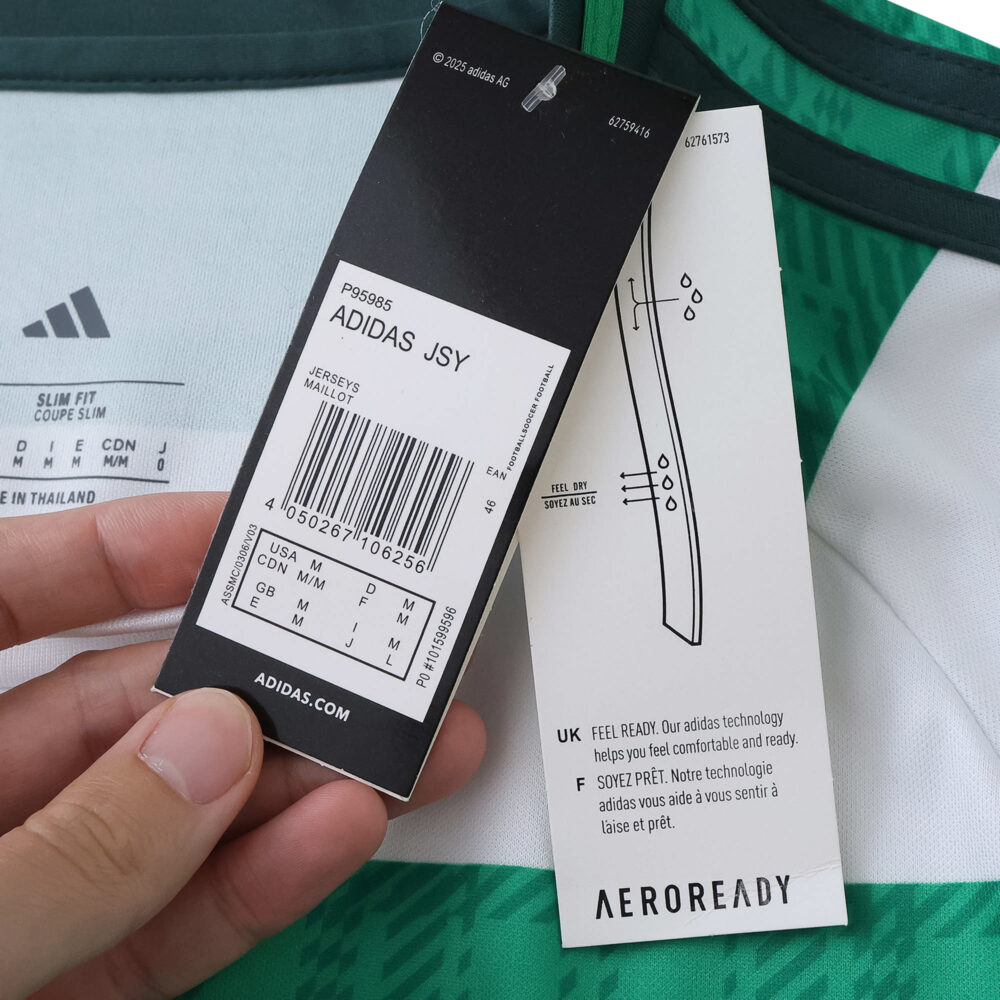 © 2025 adidas AG
62759416
P95985
ADIDAS JSY
JERSEYS
MAILLOT
FOOTBALLSOCCER FOOTBALL
EAN
46
4 050267 106256
ASSMC/0306/V03
USA M D M
CDN M/M F M
GB M I M
E M J L
PO #101599596
ADIDAS.COM
62761573
FEEL DRY
SOYEZ AU SEC
UK FEEL READY. Our adidas technology
helps you feel comfortable and ready.
F SOYEZ PRÊT. Notre technologie
adidas vous aide à vous sentir à
l'aise et prêt.
AEROREADY
SLIM FIT
COUPE SLIM
D I E CDN J
M M M M/M O
E IN THAILAND